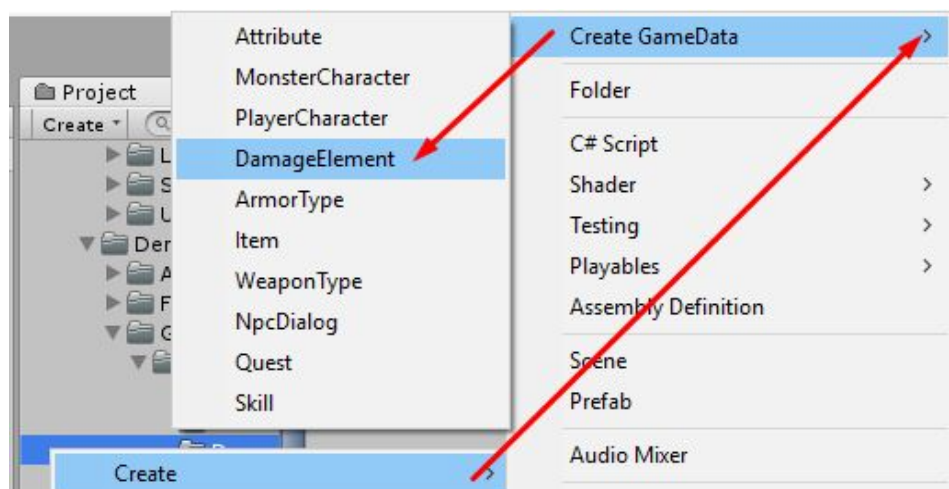 Attribute
MonsterCharacter
PlayerCharacter
DamageElement
ArmorType
Item
WeaponType
NpcDialog
Quest
Skill
Create GameData
Folder
C# Script
Shader
Testing
Playables
Assembly Definition
Scene
Prefab
Audio Mixer
Project
Create
L
S
U
Der
A
F
G
Create